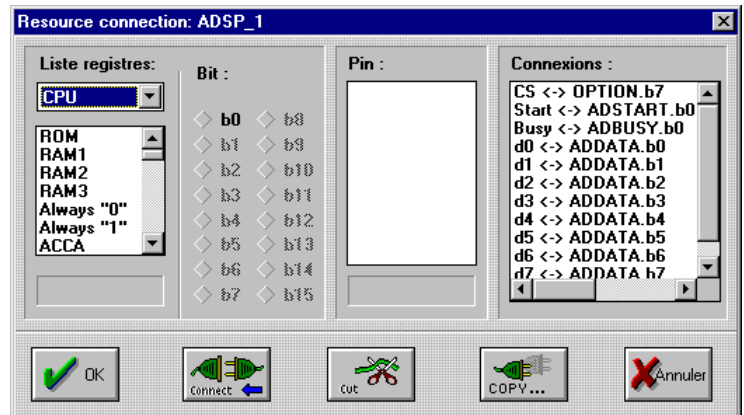 Resource connection: ADSP_1
Liste registres:
CPU
ROM
RAM1
RAM2
RAM3
Always "0"
Always "1"
ACCA
Bit :
b0 b8
b1 b9
b2 b10
b3 b11
b4 b12
b5 b13
b6 b14
b7 b15
Pin :
Connexions :
CS <-> OPTION.b7
Start <-> ADSTART.b0
Busy <-> ADBUSY.b0
d0 <-> ADDATA.b0
d1 <-> ADDATA.b1
d2 <-> ADDATA.b2
d3 <-> ADDATA.b3
d4 <-> ADDATA.b4
d5 <-> ADDATA.b5
d6 <-> ADDATA.b6
d7 <-> ADDATA.b7
OK
Connect
Cut
COPY...
Annuler